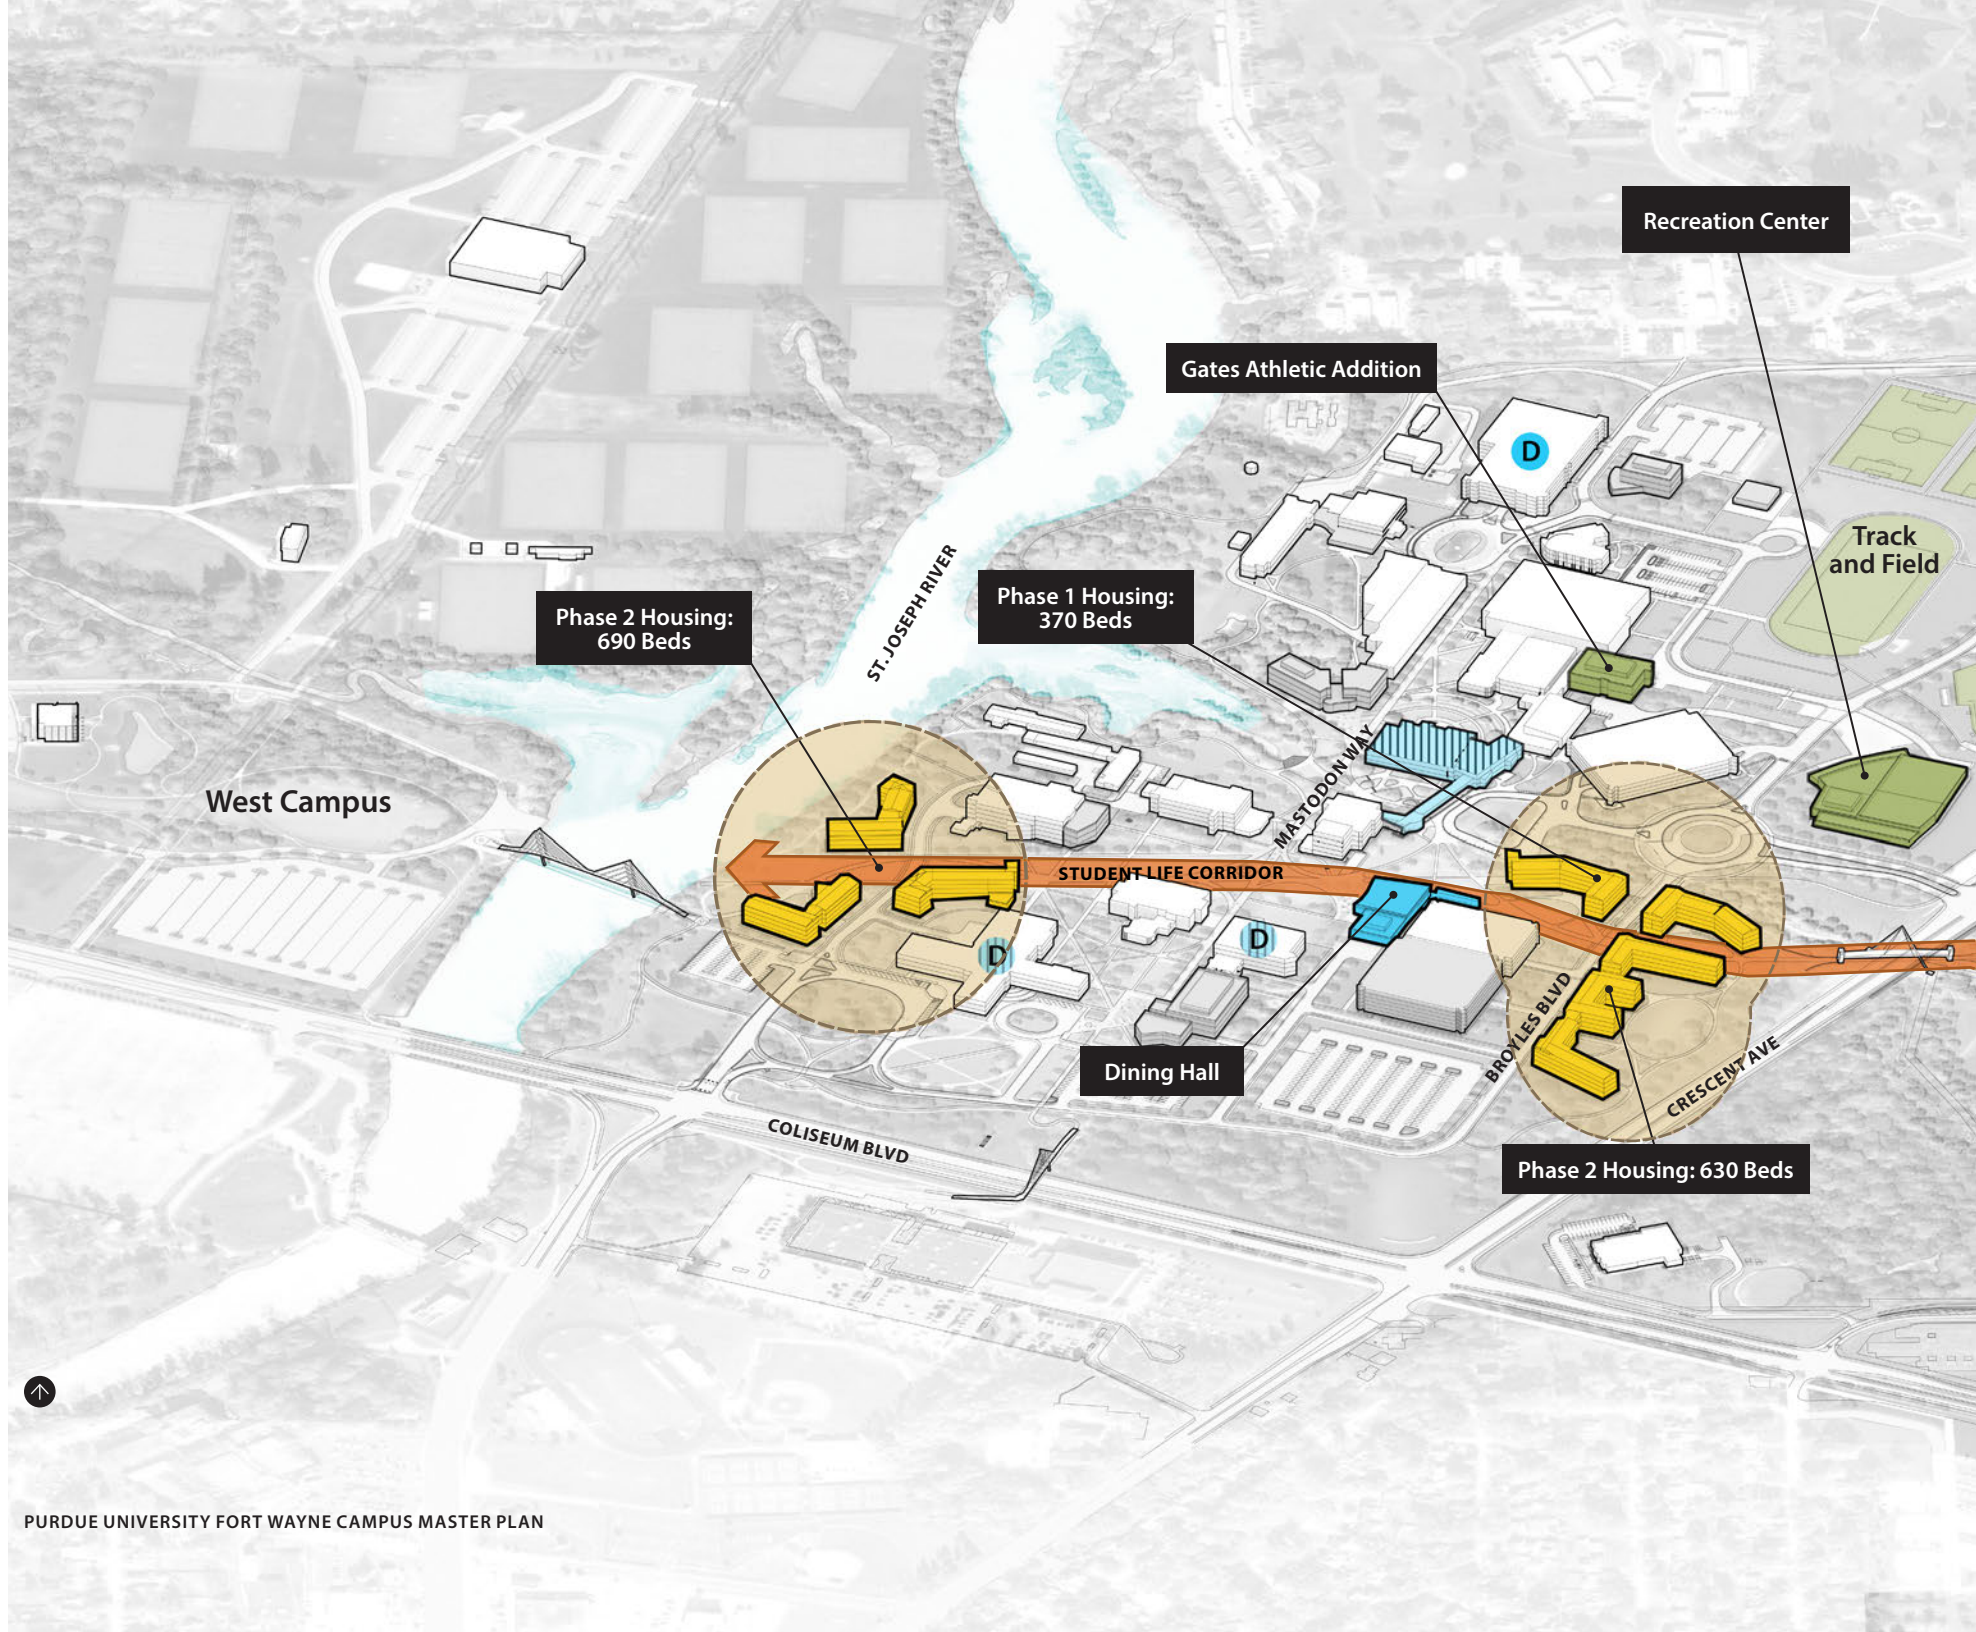 Recreation Center
Gates Athletic Addition
D
Track
and Field
ST. JOSEPH RIVER
Phase 1 Housing:
370 Beds
Phase 2 Housing:
690 Beds
MASTODON WAY
West Campus
STUDENT LIFE CORRIDOR
D
D
BROYLES BLVD
CRESCENT AVE
Dining Hall
COLISEUM BLVD
Phase 2 Housing: 630 Beds
PURDUE UNIVERSITY FORT WAYNE CAMPUS MASTER PLAN